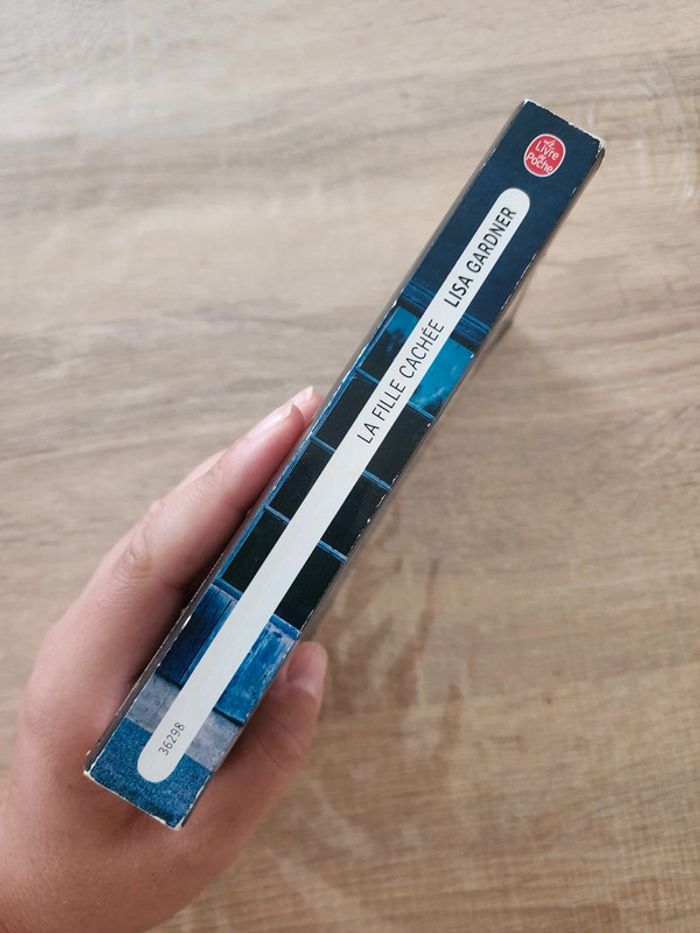 Le
Livre
de
Poche
LA FILLE CACHÉE LISA GARDNER
36298